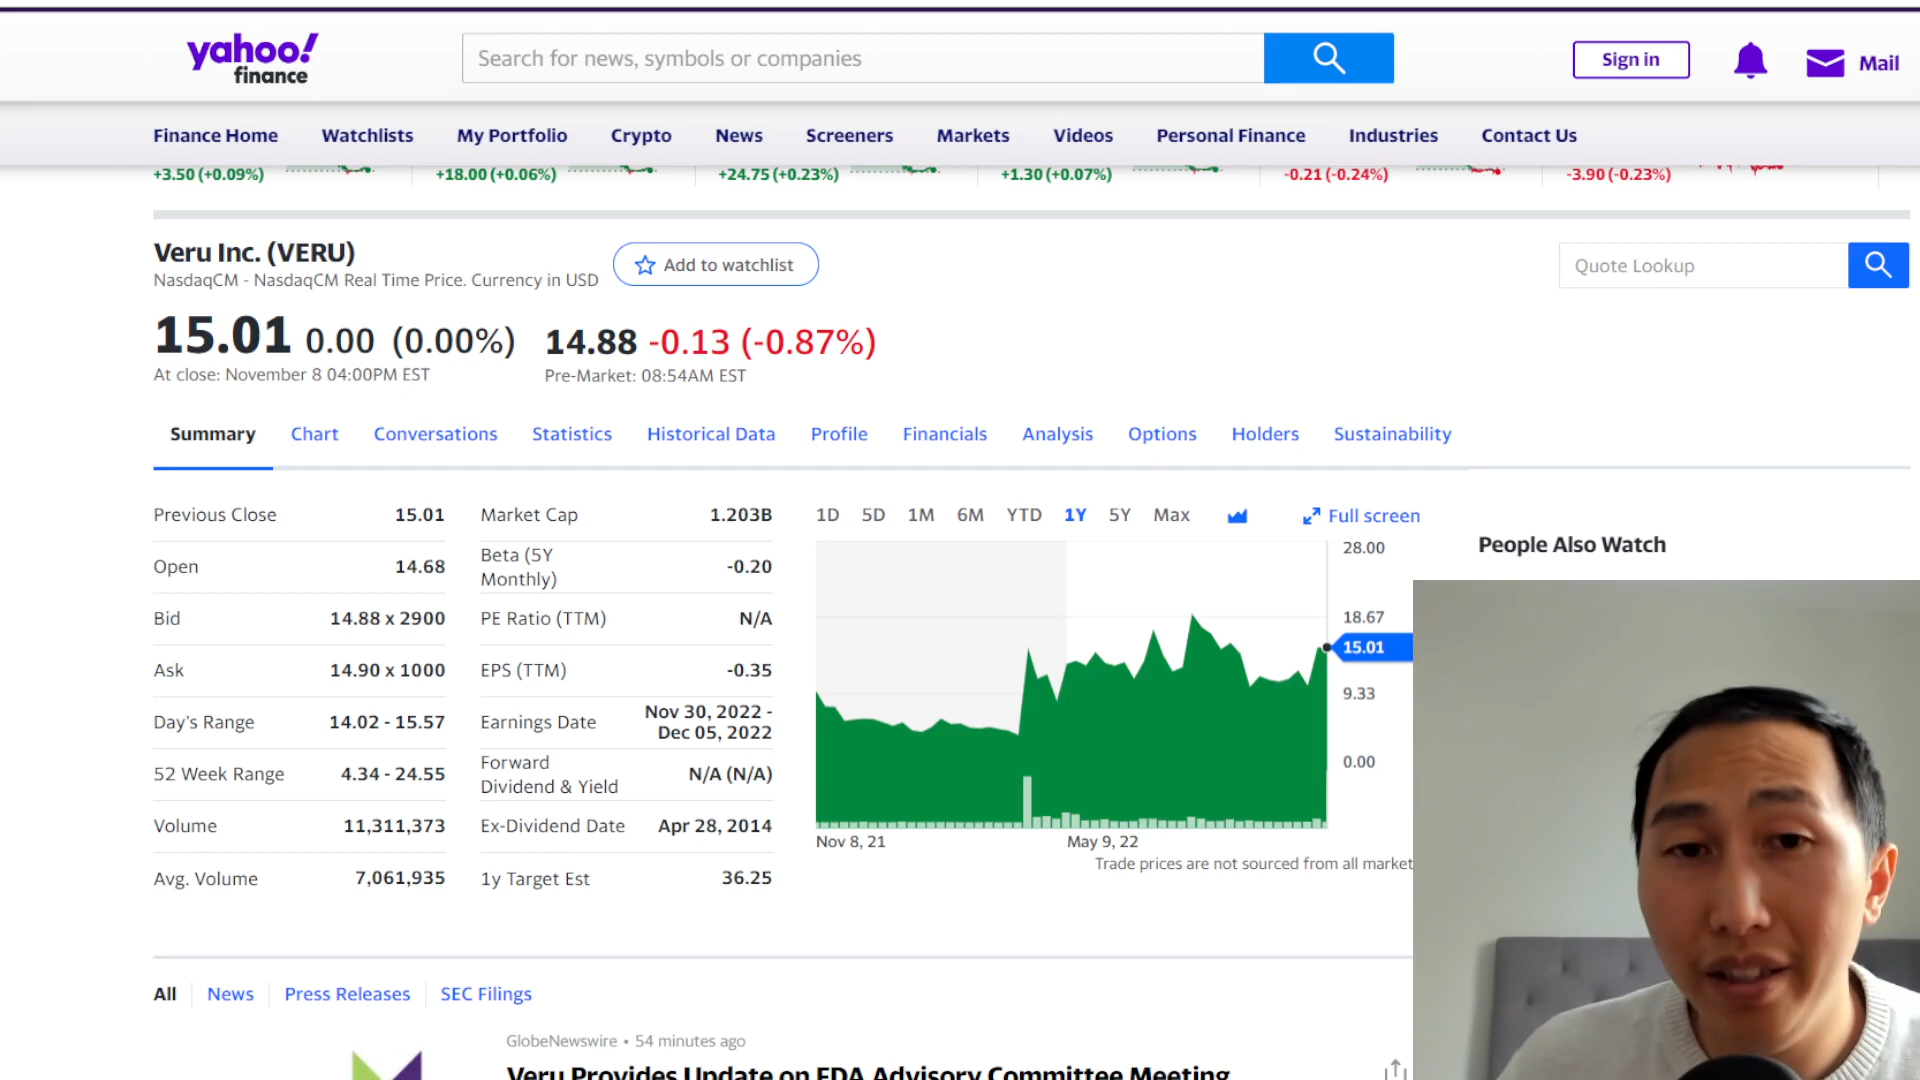 yahoo!
finance
Search for news, symbols or companies
Sign in
Mail
Finance Home Watchlists My Portfolio Crypto News Screeners Markets Videos Personal Finance Industries Contact Us
+3.50 (+0.09%) +18.00 (+0.06%) +24.75 (+0.23%) +1.30 (+0.07%) -0.21 (-0.24%) -3.90 (-0.23%)
Veru Inc. (VERU)
NasdaqCM - NasdaqCM Real Time Price. Currency in USD
Add to watchlist
Quote Lookup
15.01 0.00 (0.00%) 14.88 -0.13 (-0.87%)
At close: November 8 04:00PM EST Pre-Market: 08:54AM EST
Summary Chart Conversations Statistics Historical Data Profile Financials Analysis Options Holders Sustainability
Previous Close 15.01
Open 14.68
Bid 14.88 x 2900
Ask 14.90 x 1000
Day's Range 14.02 - 15.57
52 Week Range 4.34 - 24.55
Volume 11,311,373
Avg. Volume 7,061,935
Market Cap 1.203B
Beta (5Y
Monthly) -0.20
PE Ratio (TTM) N/A
EPS (TTM) -0.35
Earnings Date Nov 30, 2022 -
Dec 05, 2022
Forward
Dividend & Yield N/A (N/A)
Ex-Dividend Date Apr 28, 2014
1y Target Est 36.25
1D 5D 1M 6M YTD 1Y 5Y Max Full screen
28.00
18.67
15.01
9.33
0.00
Nov 8, 21 May 9, 22
Trade prices are not sourced from all market
People Also Watch
All News Press Releases SEC Filings
GlobeNewswire • 54 minutes ago
Veru Provides Update on FDA Advisory Committee Meeting